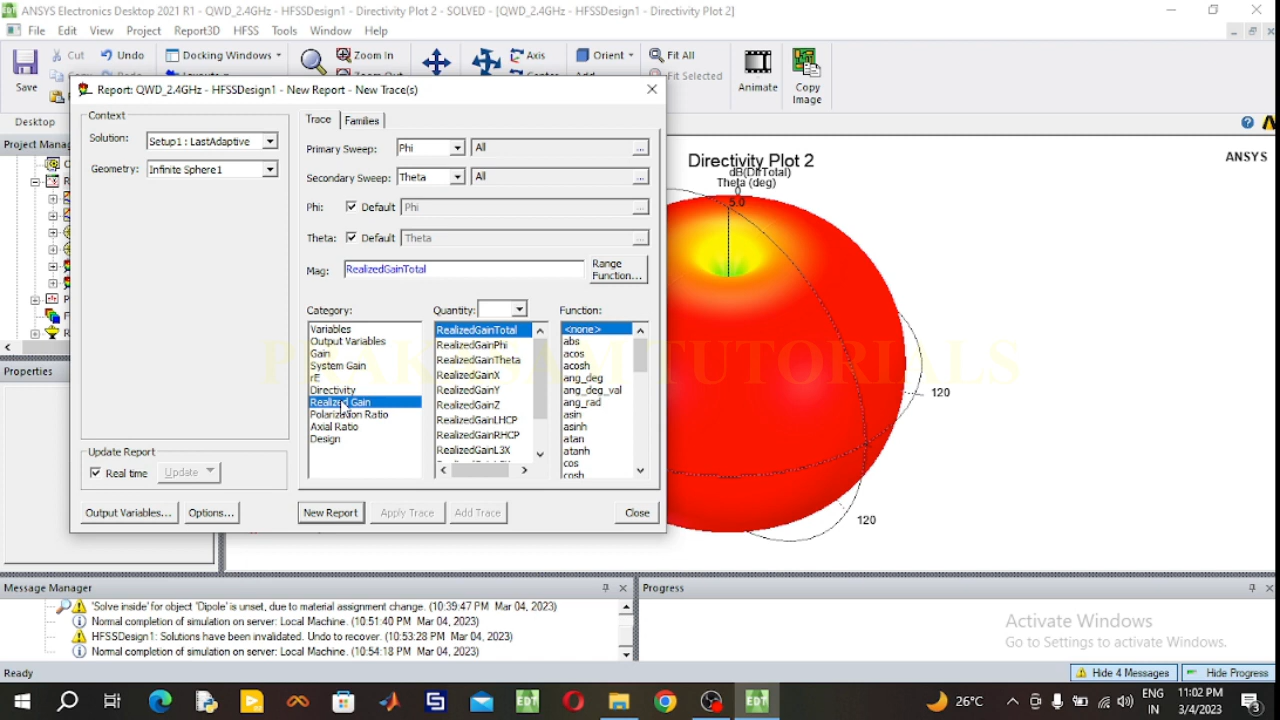 ANSYS Electronics Desktop 2021 R1 - QWD_2.4GHz - HFSSDesign1 - Directivity Plot 2 - SOLVED - [QWD_2.4GHz - HFSSDesign1 - Directivity Plot 2]
File Edit View Project Report3D HFSS Tools Window Help
Cut Undo Docking Windows Zoom In Axis Orient Fit All
Save Fit Selected Animate Copy
Image
Desktop
Report: QWD_2.4GHz - HFSSDesign1 - New Report - New Trace(s)
Project Mana
Context
Solution: Setup1 : LastAdaptive
Geometry: Infinite Sphere1
Trace Families
Primary Sweep: Phi All ...
Secondary Sweep: Theta All ...
Phi: Default Phi ...
Theta: Default Theta ...
Mag: RealizedGainTotal Range
Function...
Category: Quantity: Function:
Variables RealizedGainTotal <none>
Output Variables RealizedGainPhi abs
Gain RealizedGainTheta acos
System Gain RealizedGainX acosh
rE RealizedGainY ang_deg
Directivity RealizedGainZ ang_deg_val
Realized Gain RealizedGainLHCP ang_rad
Polarization Ratio RealizedGainRHCP asin
Axial Ratio RealizedGainL3X asinh
Design atan
atanh
cos
cosh
Update Report
Real time Update
Output Variables... Options... New Report Apply Trace Add Trace Close
Properties
Directivity Plot 2
dB(DirTotal)
Theta (deg)
0
5.0
ANSYS
120
120
PEAKSSAM TUTORIALS
Message Manager Progress
'Solve inside' for object 'Dipole' is unset, due to material assignment change. (10:39:47 PM Mar 04, 2023)
Normal completion of simulation on server: Local Machine. (10:51:40 PM Mar 04, 2023)
HFSSDesign1: Solutions have been invalidated. Undo to recover. (10:53:28 PM Mar 04, 2023)
Normal completion of simulation on server: Local Machine. (10:54:18 PM Mar 04, 2023)
Activate Windows
Go to Settings to activate Windows.
Ready Hide 4 Messages Hide Progress
26°C ENG
IN
11:02 PM
3/4/2023
3